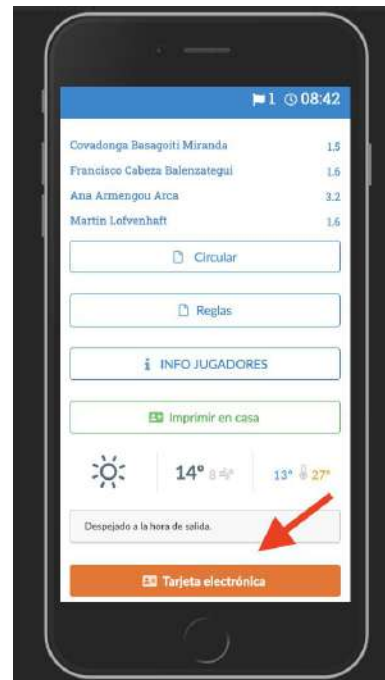 1 08:42
Covadonga Basagoiti Miranda 1.5
Francisco Cabeza Balenzategui 1.6
Ana Armengou Arca 3.2
Martin Lofvenhaft 1.6
Circular
Reglas
INFO JUGADORES
Imprimir en casa
14° 8 13° 27°
Despejado a la hora de salida.
Tarjeta electrónica